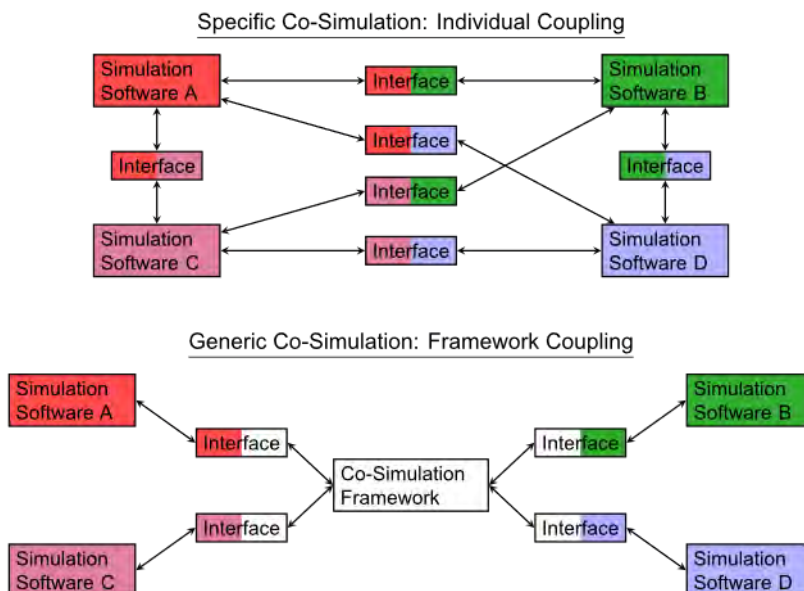 Specific Co-Simulation: Individual Coupling
Simulation
Software A
Interface
Simulation
Software B
Interface
Interface
Interface
Interface
Simulation
Software C
Interface
Simulation
Software D
Generic Co-Simulation: Framework Coupling
Simulation
Software A
Simulation
Software B
Interface
Interface
Co-Simulation
Framework
Interface
Interface
Simulation
Software C
Simulation
Software D